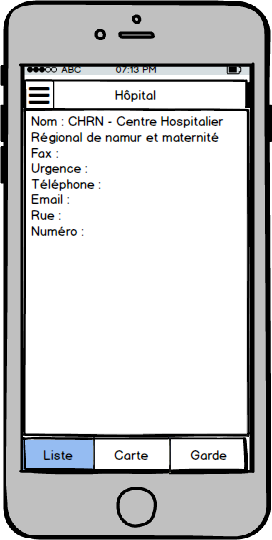 ABC 07:13 PM
Hôpital
Nom : CHRN - Centre Hospitalier
Régional de namur et maternité
Fax :
Urgence :
Téléphone :
Email :
Rue :
Numéro :
Liste Carte Garde